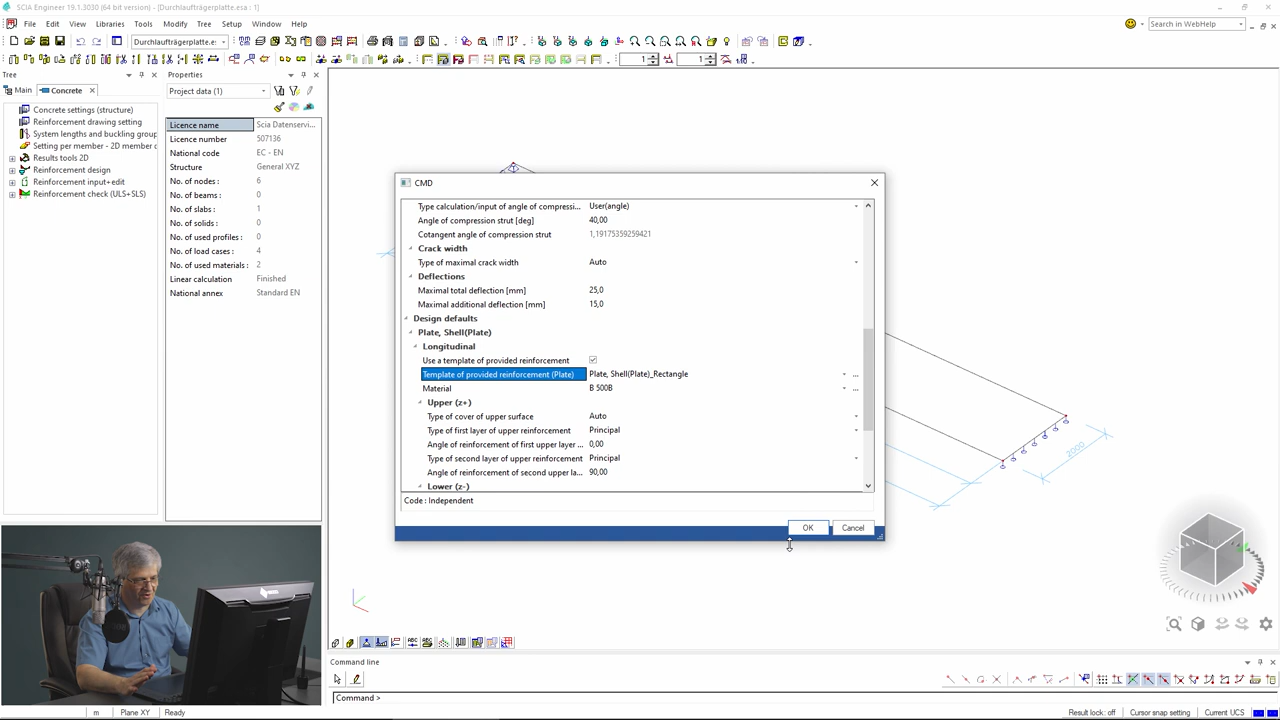 SCIA Engineer 19.1.3030 (64 bit version) - [Durchlaufträgerplatte.esa : 1]
File Edit View Libraries Tools Modify Tree Setup Window Help
Search in WebHelp
Durchlaufträgerplatte.e:
1 1
Tree
Properties
Main Concrete
Project data (1)
Concrete settings (structure)
Reinforcement drawing setting
System lengths and buckling group
Setting per member - 2D member c
Results tools 2D
Reinforcement design
Reinforcement input+edit
Reinforcement check (ULS+SLS)
Licence name Scia Datenservi...
Licence number 507136
National code EC - EN
Structure General XYZ
No. of nodes : 6
No. of beams : 0
No. of slabs : 1
No. of solids : 0
No. of used profiles : 0
No. of load cases : 4
No. of used materials : 2
Linear calculation Finished
National annex Standard EN
CMD
Type calculation/input of angle of compressi... User(angle)
Angle of compression strut [deg] 40,00
Cotangent angle of compression strut 1,19175359259421
Crack width
Type of maximal crack width Auto
Deflections
Maximal total deflection [mm] 25,0
Maximal additional deflection [mm] 15,0
Design defaults
Plate, Shell(Plate)
Longitudinal
Use a template of provided reinforcement
Template of provided reinforcement (Plate) Plate, Shell(Plate)_Rectangle ...
Material B 500B ...
Upper (z+)
Type of cover of upper surface Auto
Type of first layer of upper reinforcement Principal
Angle of reinforcement of first upper layer ... 0,00
Type of second layer of upper reinforcement Principal
Angle of reinforcement of second upper la... 90,00
Lower (z-)
Code : Independent
OK Cancel
2000
Command line
Command >
m Plane XY Ready
Result lock: off Cursor snap setting Current UCS